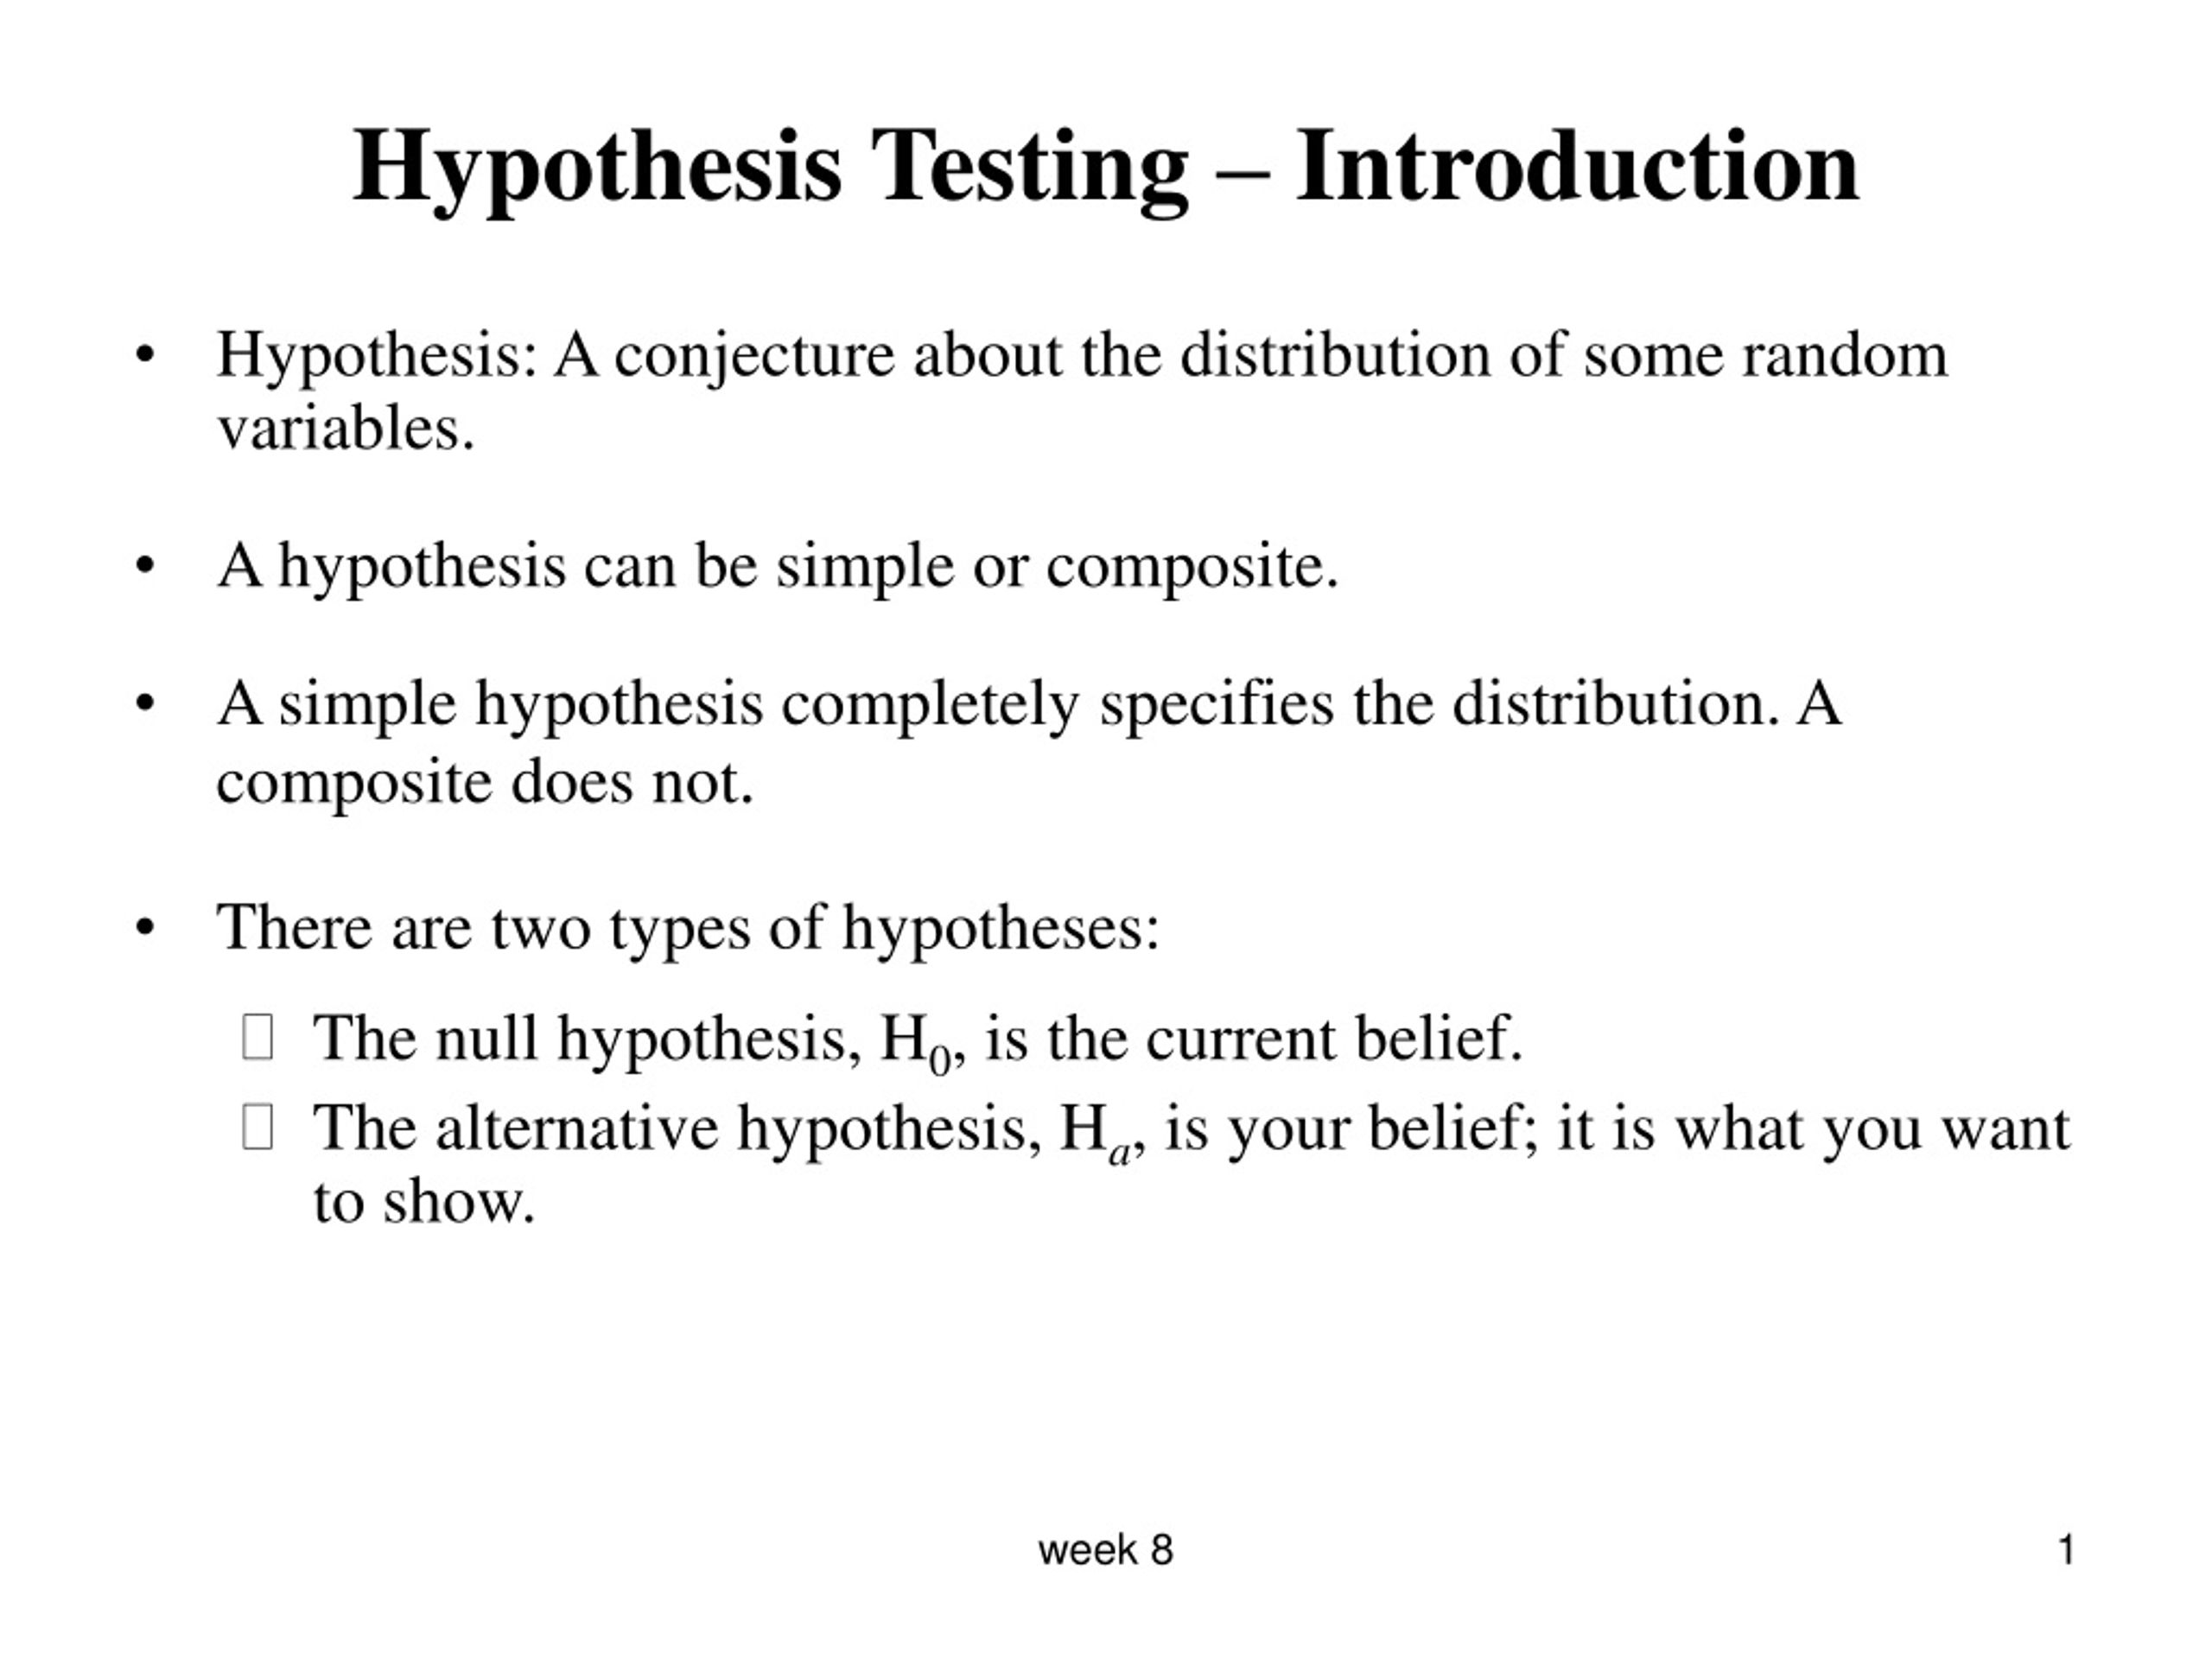 Hypothesis Testing – Introduction
• Hypothesis: A conjecture about the distribution of some random
variables.
• A hypothesis can be simple or composite.
• A simple hypothesis completely specifies the distribution. A
composite does not.
• There are two types of hypotheses:
The null hypothesis, H₀, is the current belief.
The alternative hypothesis, Hₐ, is your belief; it is what you want
to show.
week 8
1